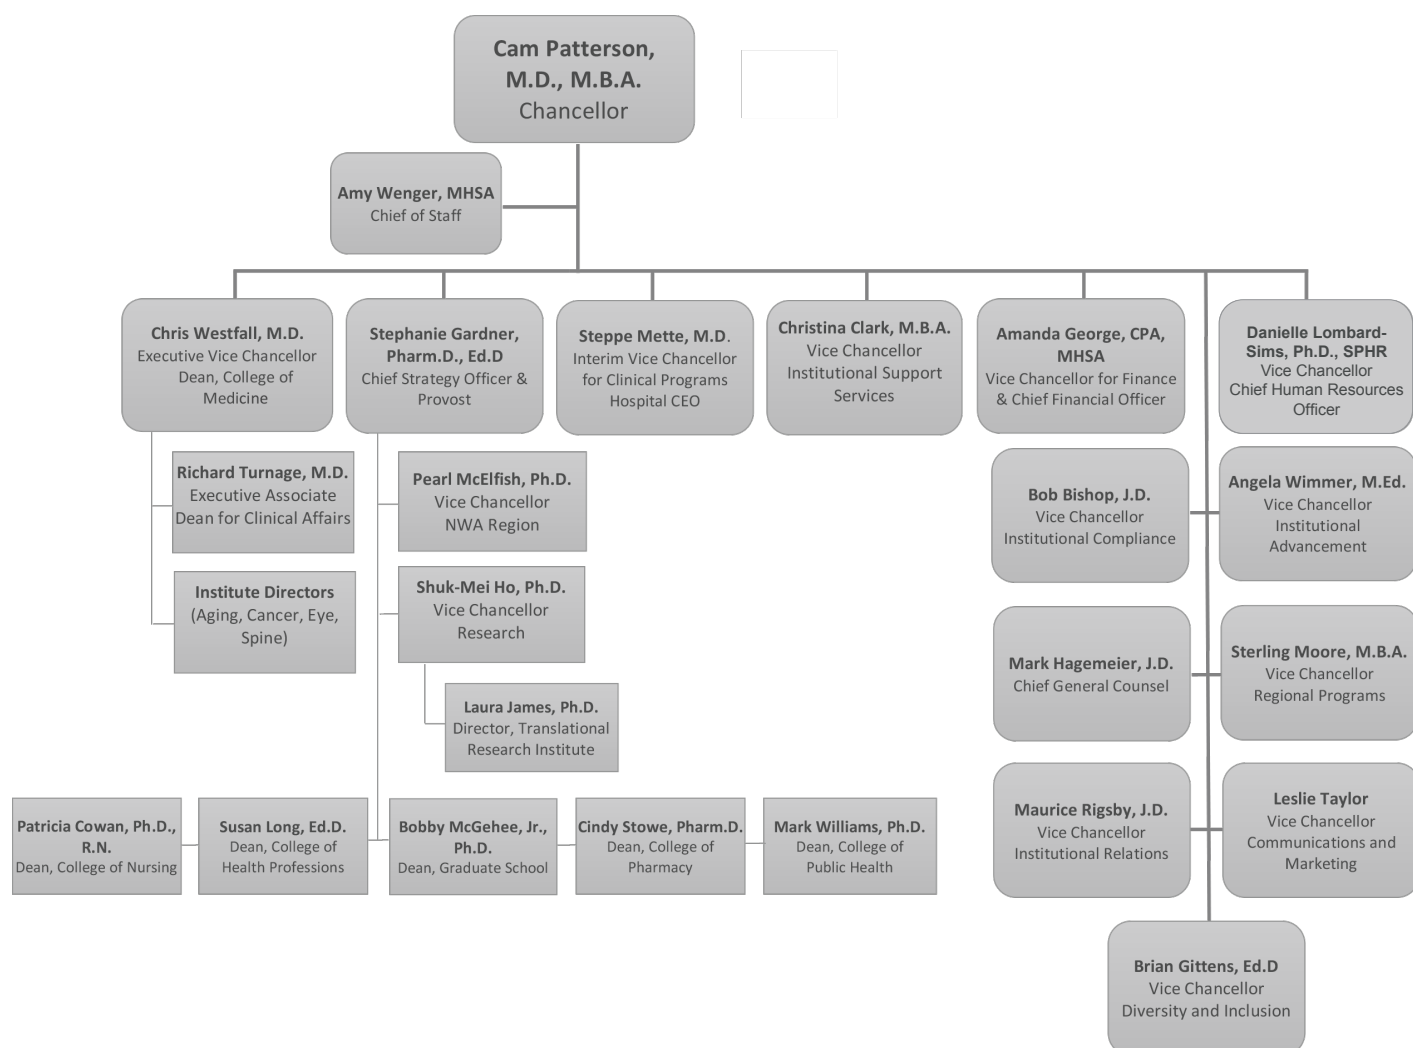 Cam Patterson,
M.D., M.B.A.
Chancellor
Amy Wenger, MHSA
Chief of Staff
Chris Westfall, M.D.
Executive Vice Chancellor
Dean, College of
Medicine
Stephanie Gardner,
Pharm.D., Ed.D
Chief Strategy Officer &
Provost
Steppe Mette, M.D.
Interim Vice Chancellor
for Clinical Programs
Hospital CEO
Christina Clark, M.B.A.
Vice Chancellor
Institutional Support
Services
Amanda George, CPA,
MHSA
Vice Chancellor for Finance
& Chief Financial Officer
Danielle Lombard-
Sims, Ph.D., SPHR
Vice Chancellor
Chief Human Resources
Officer
Richard Turnage, M.D.
Executive Associate
Dean for Clinical Affairs
Institute Directors
(Aging, Cancer, Eye,
Spine)
Pearl McElfish, Ph.D.
Vice Chancellor
NWA Region
Shuk-Mei Ho, Ph.D.
Vice Chancellor
Research
Laura James, Ph.D.
Director, Translational
Research Institute
Patricia Cowan, Ph.D.,
R.N.
Dean, College of Nursing
Susan Long, Ed.D.
Dean, College of
Health Professions
Bobby McGehee, Jr.,
Ph.D.
Dean, Graduate School
Cindy Stowe, Pharm.D.
Dean, College of
Pharmacy
Mark Williams, Ph.D.
Dean, College of
Public Health
Bob Bishop, J.D.
Vice Chancellor
Institutional Compliance
Angela Wimmer, M.Ed.
Vice Chancellor
Institutional
Advancement
Mark Hagemeier, J.D.
Chief General Counsel
Sterling Moore, M.B.A.
Vice Chancellor
Regional Programs
Maurice Rigsby, J.D.
Vice Chancellor
Institutional Relations
Leslie Taylor
Vice Chancellor
Communications and
Marketing
Brian Gittens, Ed.D
Vice Chancellor
Diversity and Inclusion